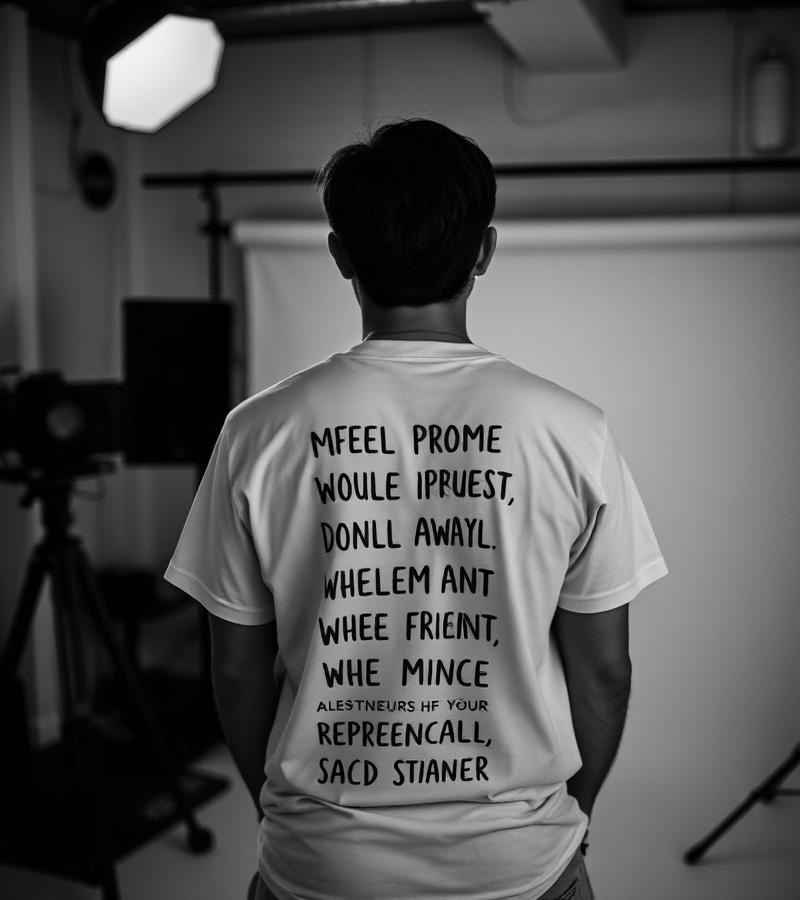 MFEEL PROME
WOULE IPRUEST,
DONLL AWAYL.
WHELEM ANT
WHEE FRIEINT,
WHE MINCE
ALESTNEURS HF YOUR
REPREENCALL,
SACD STIANER